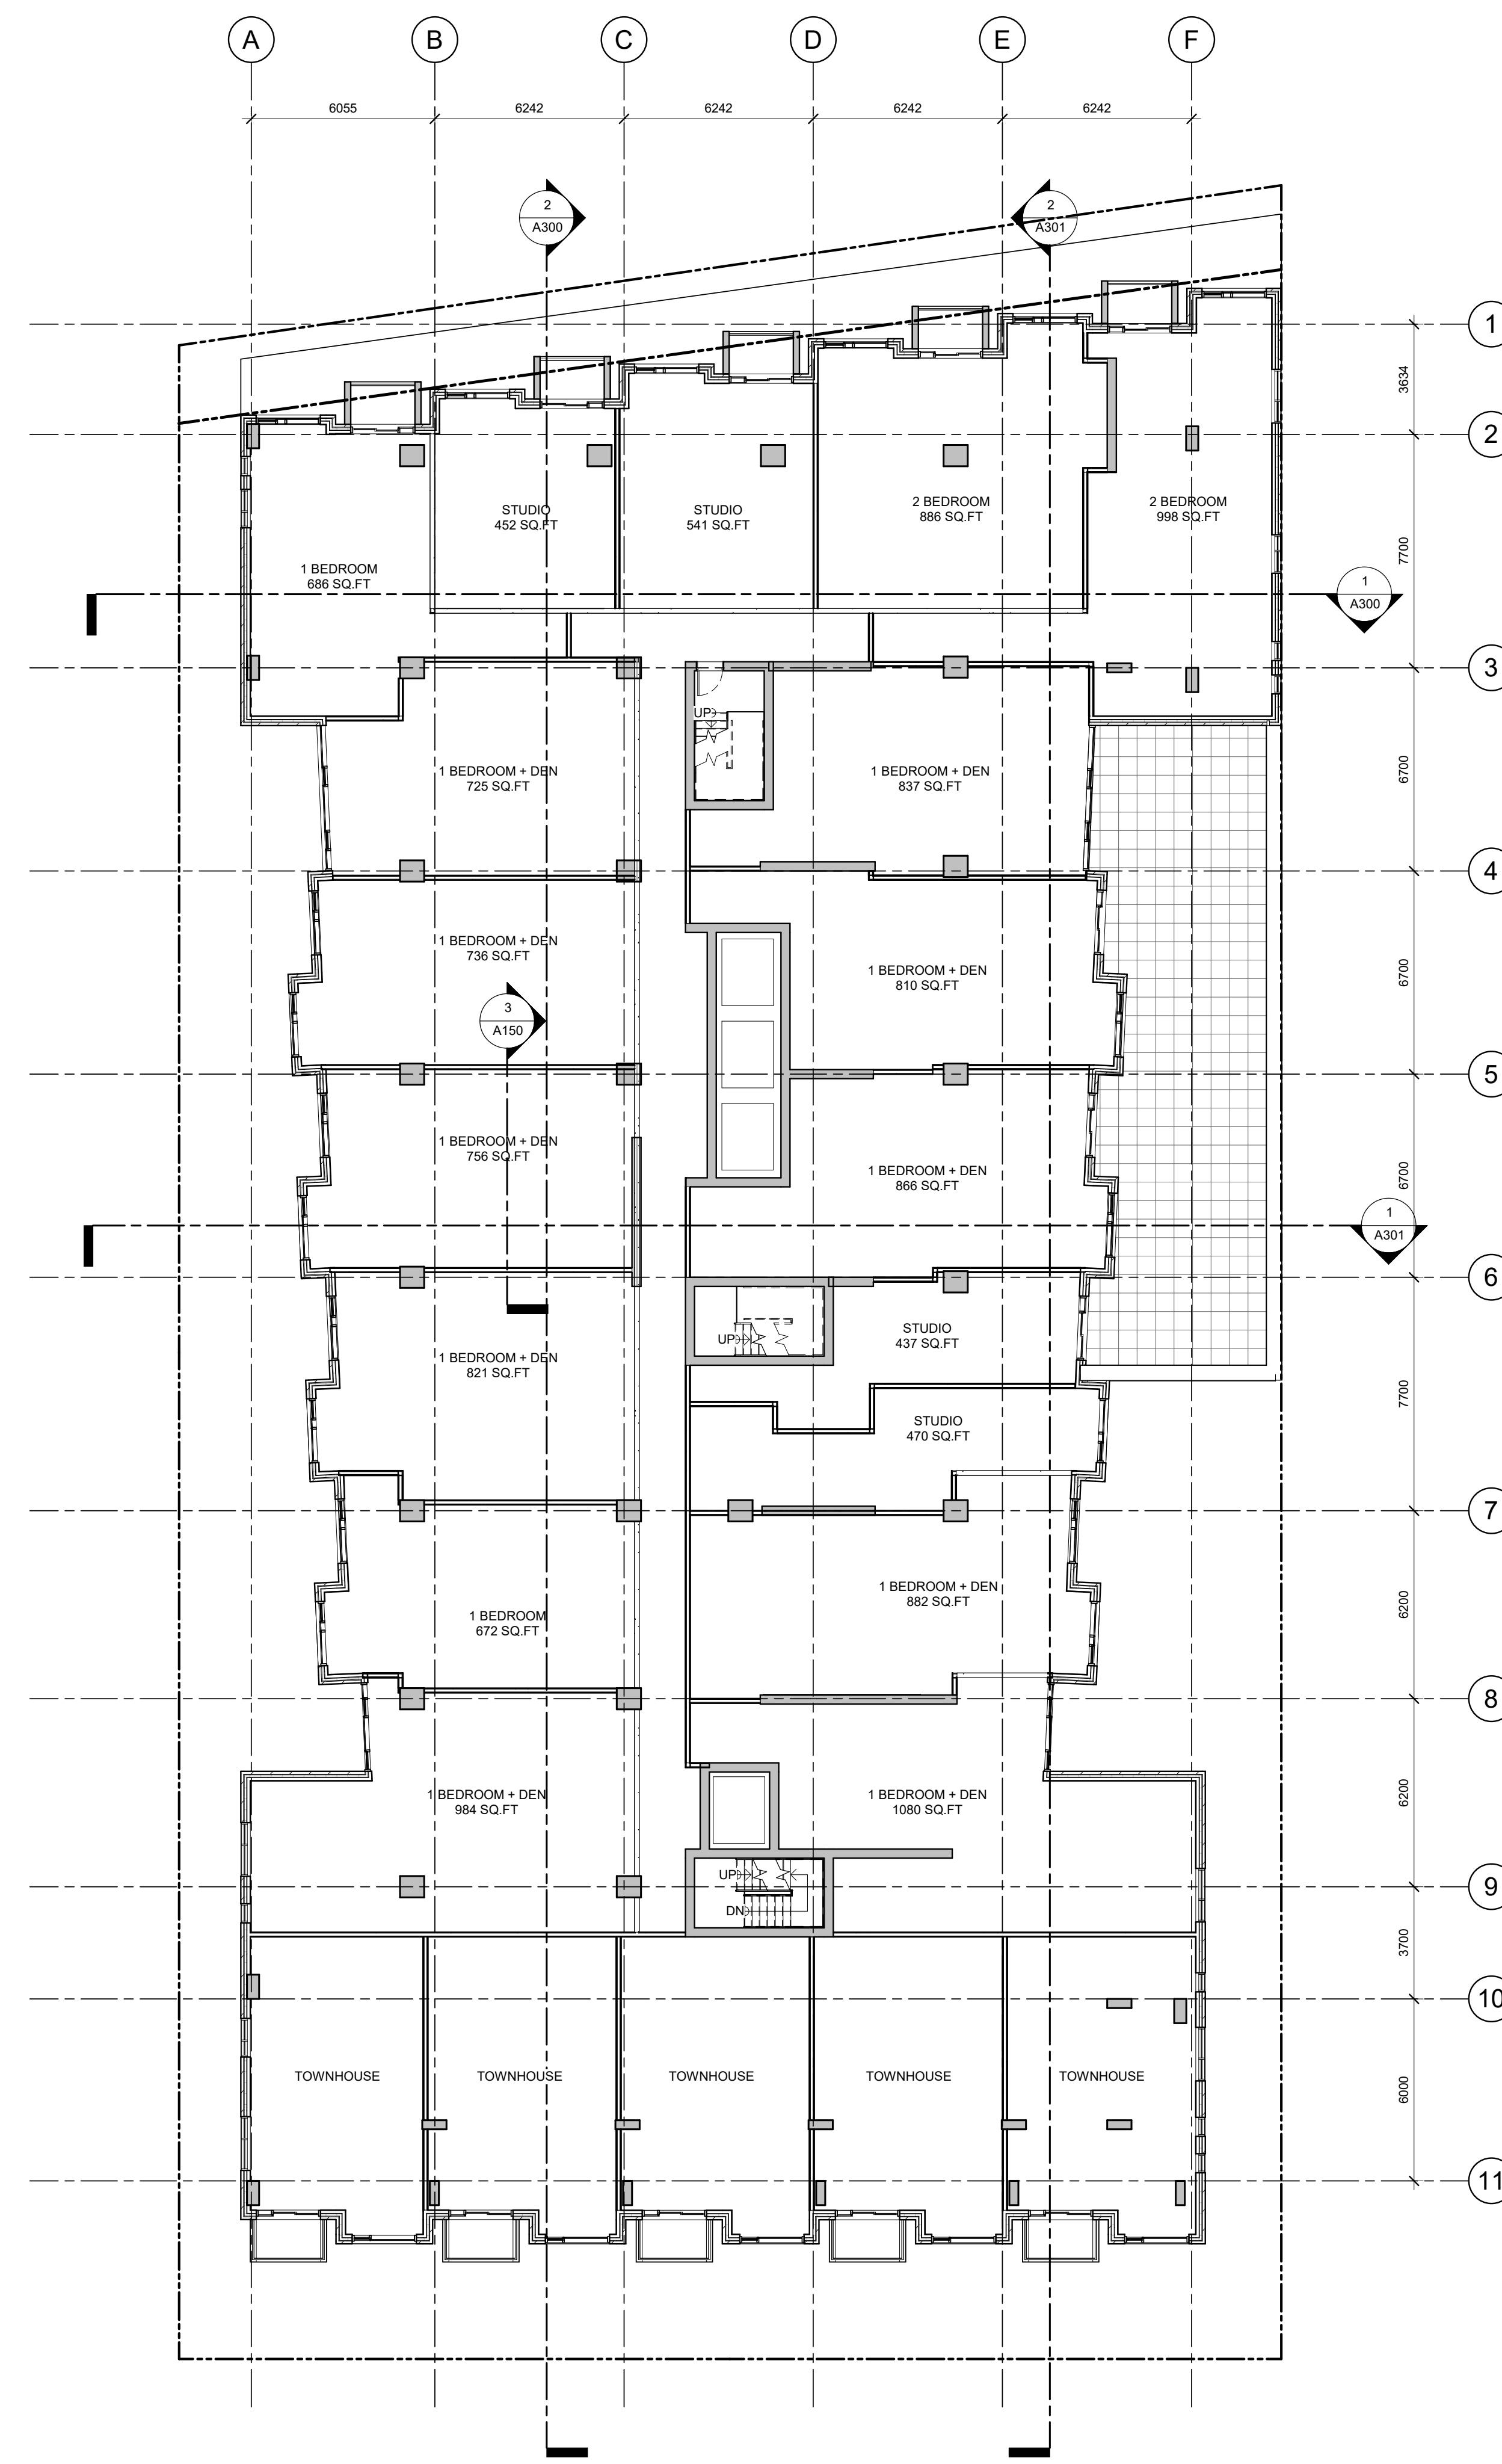 A
B
C
D
E
F
6055
6242
6242
6242
6242
2
A300
2
A301
1
3634
2
STUDIO
452 SQ.FT
STUDIO
541 SQ.FT
2 BEDROOM
886 SQ.FT
2 BEDROOM
998 SQ.FT
7700
1 BEDROOM
686 SQ.FT
1
A300
3
UP
1 BEDROOM + DEN
725 SQ.FT
1 BEDROOM + DEN
837 SQ.FT
6700
4
1 BEDROOM + DEN
736 SQ.FT
1 BEDROOM + DEN
810 SQ.FT
6700
3
A150
5
1 BEDROOM + DEN
756 SQ.FT
1 BEDROOM + DEN
866 SQ.FT
6700
1
A301
6
UP
STUDIO
437 SQ.FT
1 BEDROOM + DEN
821 SQ.FT
7700
STUDIO
470 SQ.FT
7
1 BEDROOM + DEN
882 SQ.FT
6200
1 BEDROOM
672 SQ.FT
8
1 BEDROOM + DEN
984 SQ.FT
1 BEDROOM + DEN
1080 SQ.FT
6200
UP
9
DN
3700
10
TOWNHOUSE
TOWNHOUSE
TOWNHOUSE
TOWNHOUSE
TOWNHOUSE
6000
11